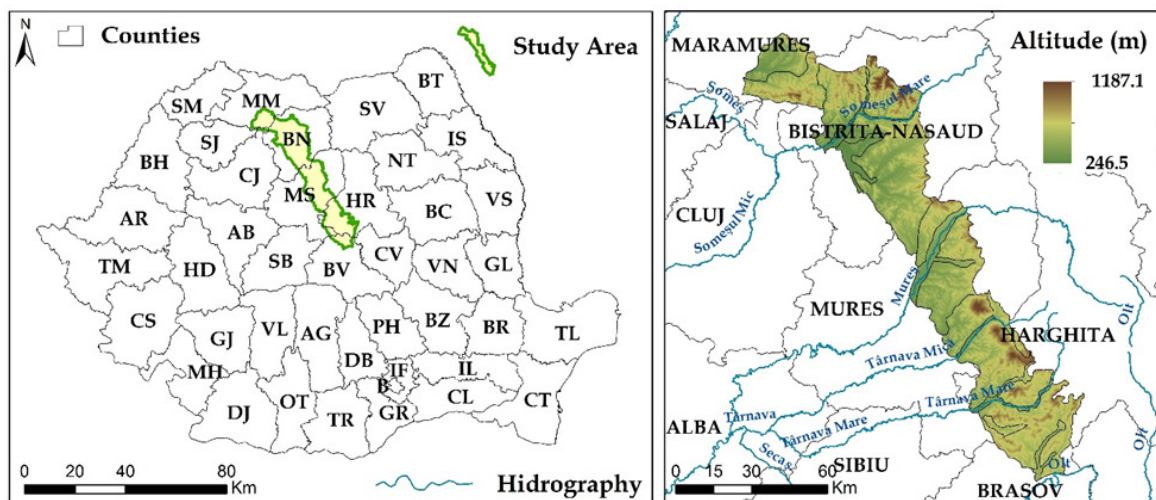 N
Counties
Study Area
SM
MM
SV
BT
BN
IS
SJ
NT
BH
CJ
MS
HR
VS
BC
AR
AB
TM
HD
SB
BV
CV
VN
GL
CS
GJ
VL
AG
PH
BZ
BR
TL
DB
MH
IF
IL
B
CL
CT
DJ
OT
TR
GR
0 20 40 80
Km
Hidrography
MARAMURES
Altitude (m)
1187.1
246.5
Someș
Someșul Mare
SALAJ
BISTRITA-NASAUD
CLUJ
Someșul Mic
Mureș
MURES
HARGHITA
Olt
Târnava Mică
Târnava Mare
ALBA
Târnava
Târnava Mare
Secaș
SIBIU
Olt
Olt
BRAȘOV
0 15 30 60
Km